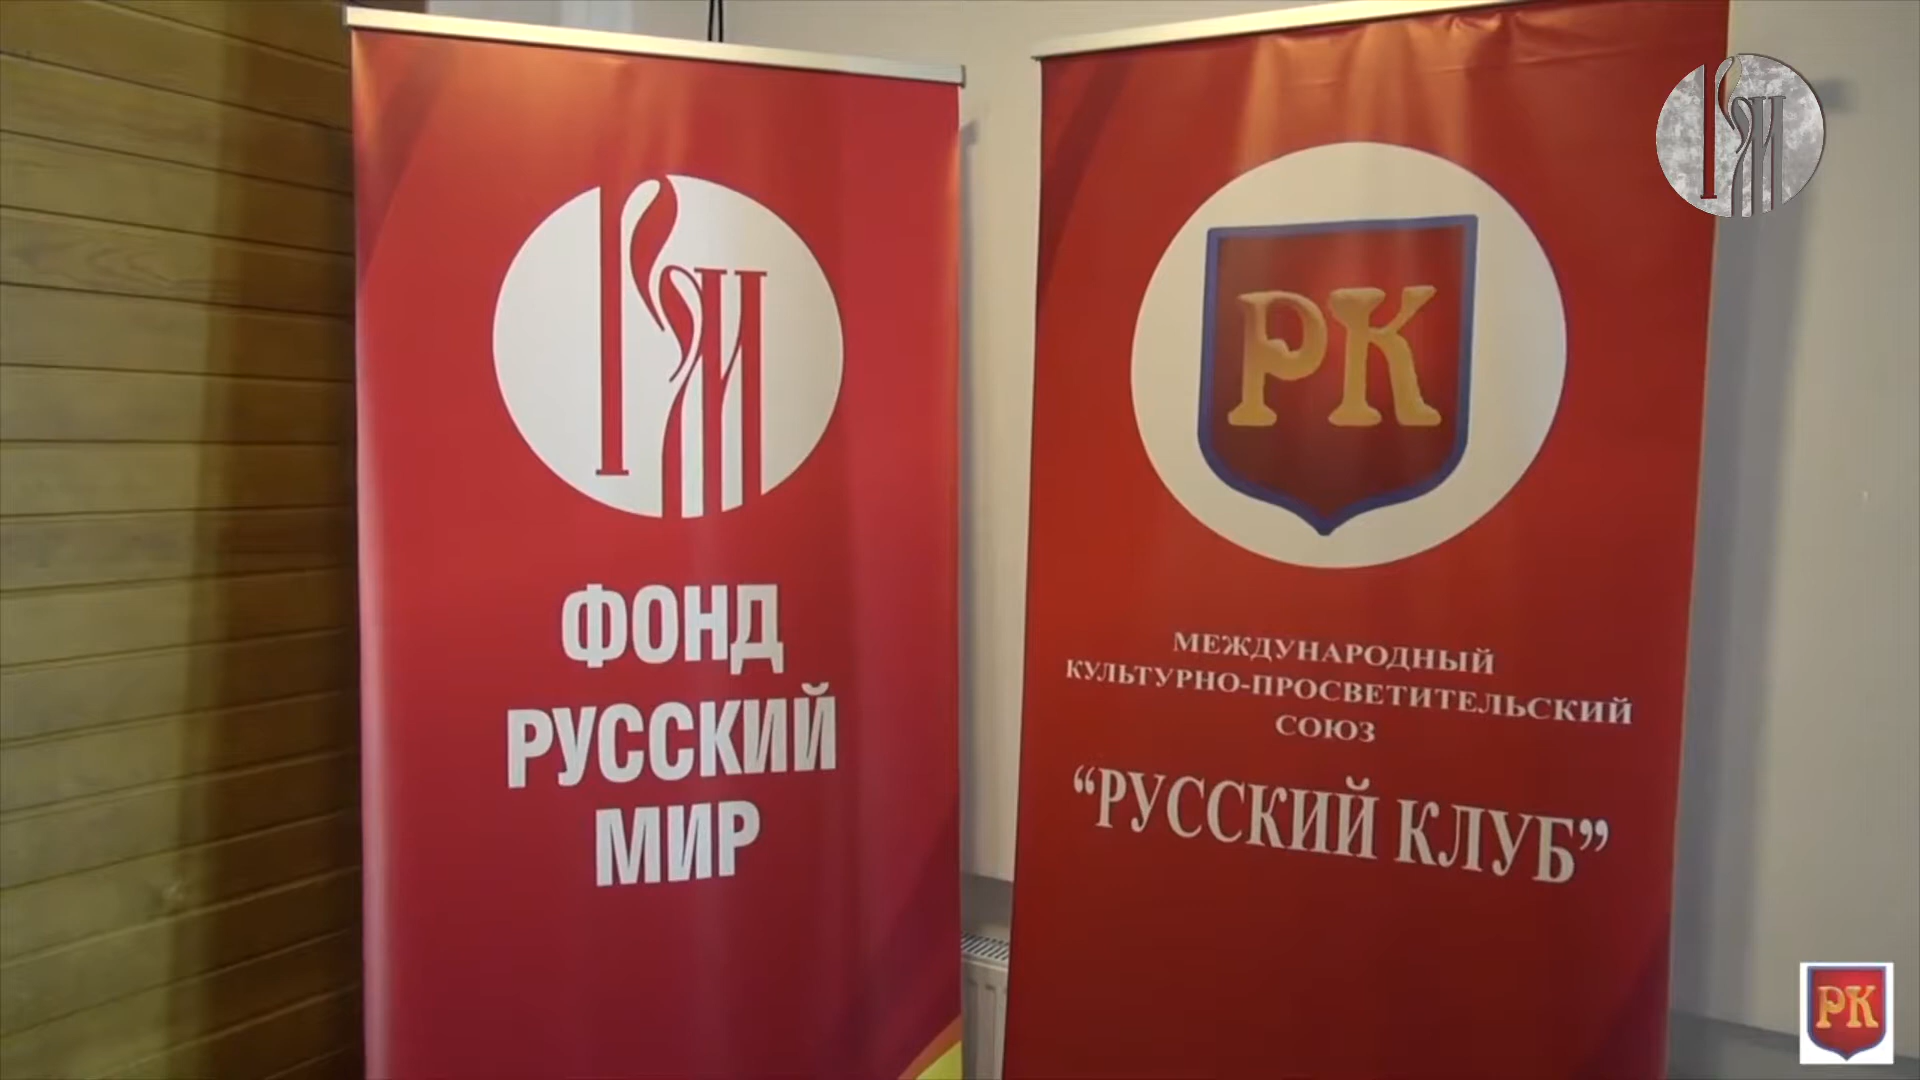 ФОНД
РУССКИЙ
МИР
РК
МЕЖДУНАРОДНЫЙ
КУЛЬТУРНО-ПРОСВЕТИТЕЛЬСКИЙ
СОЮЗ
“РУССКИЙ КЛУБ”
РК